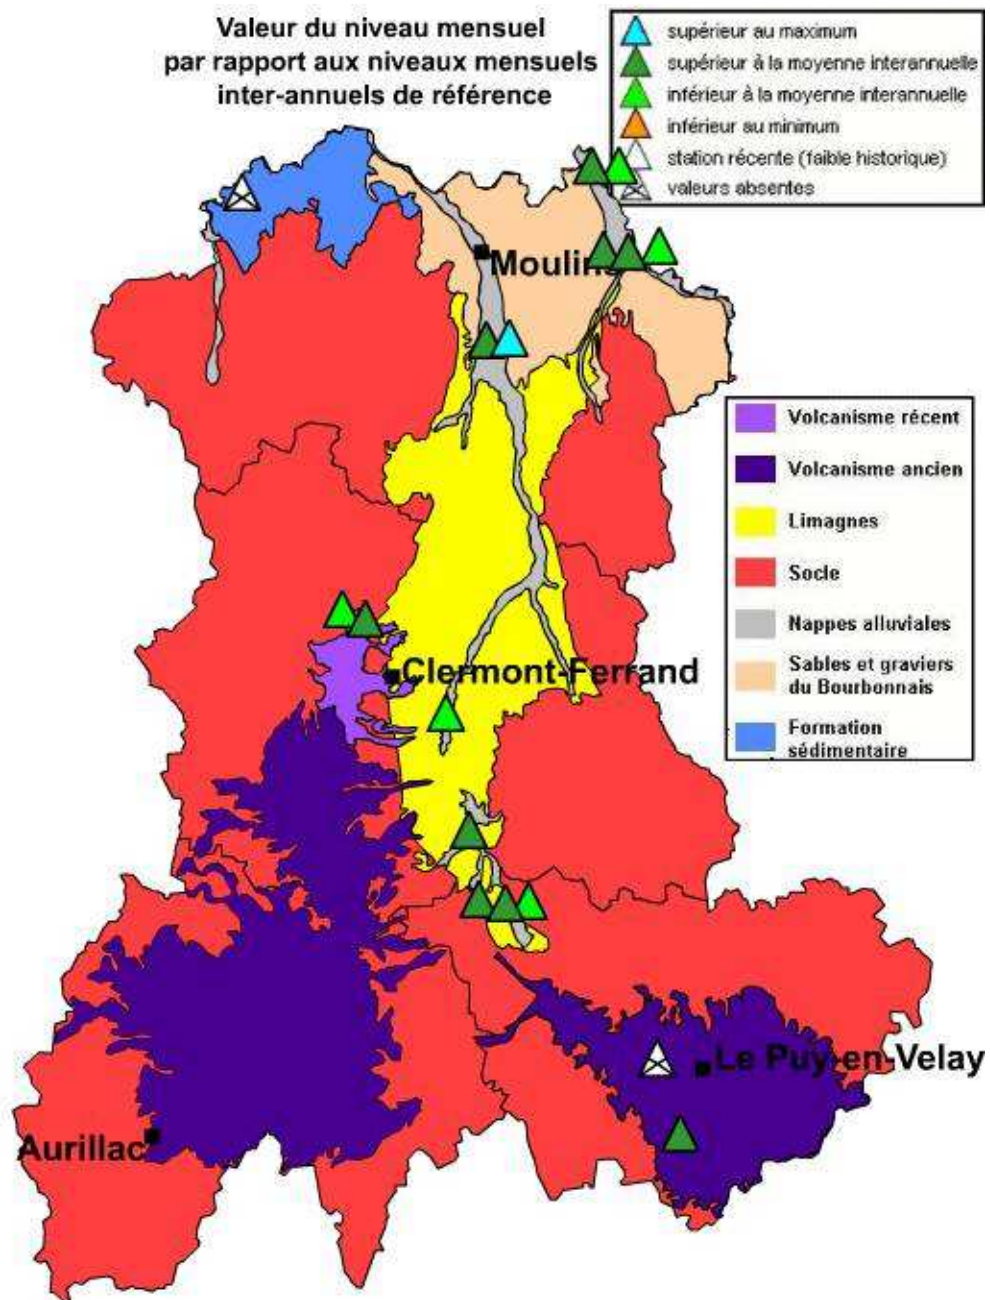 Valeur du niveau mensuel
par rapport aux niveaux mensuels
inter-annuels de référence
supérieur au maximum
supérieur à la moyenne interannuelle
inférieur à la moyenne interannuelle
inférieur au minimum
station récente (faible historique)
valeurs absentes
Moulins
Volcanisme récent
Volcanisme ancien
Limagnes
Socle
Nappes alluviales
Sables et graviers
du Bourbonnais
Formation
sédimentaire
Clermont-Ferrand
Le Puy-en-Velay
Aurillac